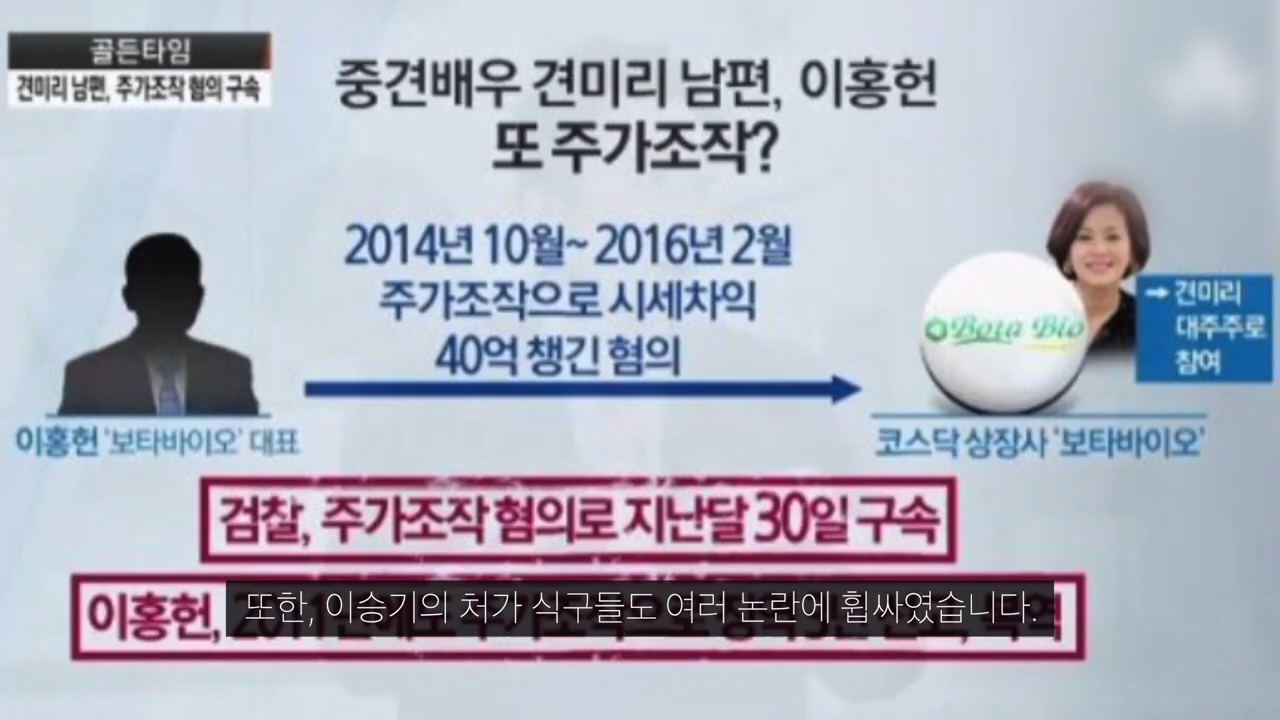 골든타임
견미리 남편, 주가조작 혐의 구속
중견배우 견미리 남편, 이홍헌
또 주가조작?
2014년 10월~ 2016년 2월
주가조작으로 시세차익
40억 챙긴 혐의
Bota Bio
➞ 견미리
대주주로
참여
이홍헌 '보타바이오' 대표
코스닥 상장사 '보타바이오'
검찰, 주가조작 혐의로 지난달 30일 구속
이홍헌,
또한, 이승기의 처가 식구들도 여러 논란에 휩싸였습니다.